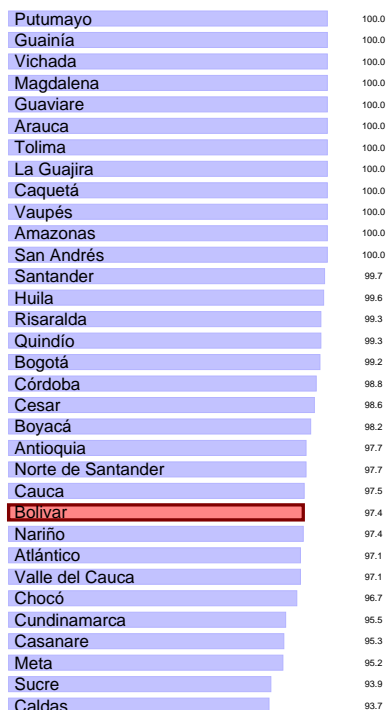 Putumayo 100.0
Guainía 100.0
Vichada 100.0
Magdalena 100.0
Guaviare 100.0
Arauca 100.0
Tolima 100.0
La Guajira 100.0
Caquetá 100.0
Vaupés 100.0
Amazonas 100.0
San Andrés 100.0
Santander 99.7
Huila 99.6
Risaralda 99.3
Quindío 99.3
Bogotá 99.2
Córdoba 98.8
Cesar 98.6
Boyacá 98.2
Antioquia 97.7
Norte de Santander 97.7
Cauca 97.5
Bolivar 97.4
Nariño 97.4
Atlántico 97.1
Valle del Cauca 97.1
Chocó 96.7
Cundinamarca 95.5
Casanare 95.3
Meta 95.2
Sucre 93.9
Caldas 93.7